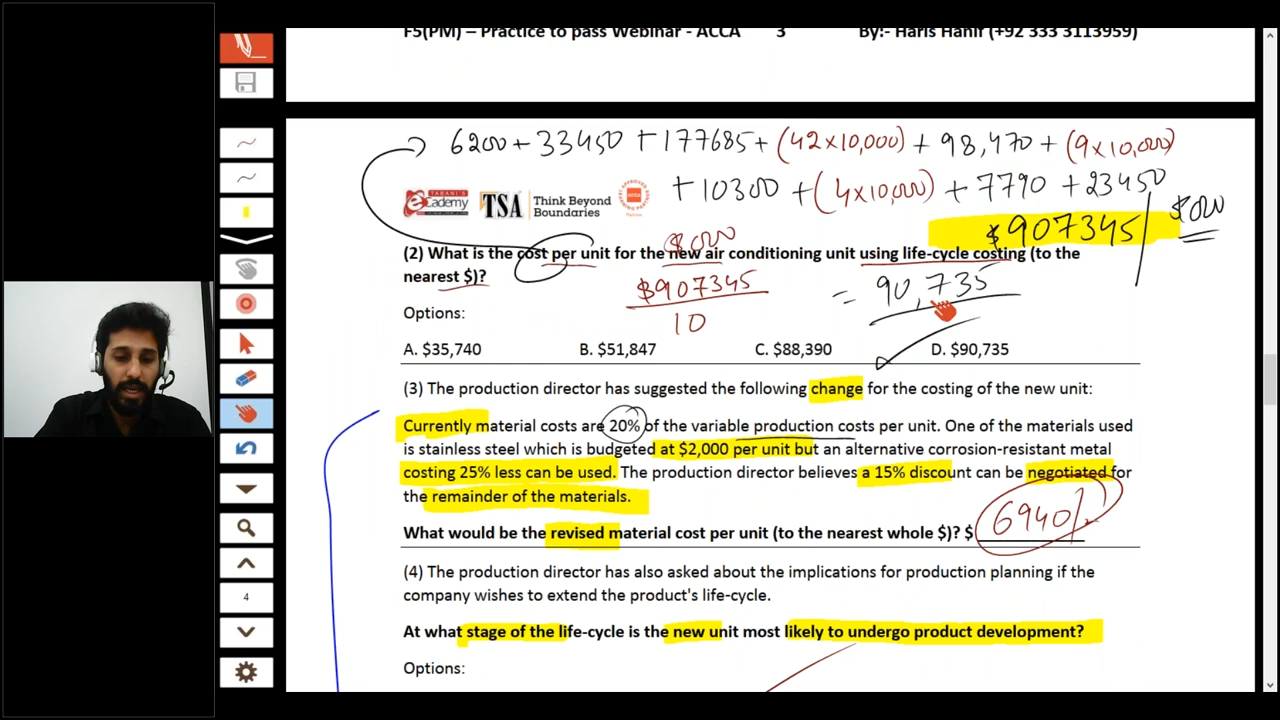 F5(PM) – Practice to pass Webinar - ACCA 3 By:- Haris Hanif (+92 333 3113959)
6200 + 33450 + 177685 + (42 x 10,000) + 98,470 + (9 x 10,000)
+ 10300 + (4 x 10,000) + 7790 + 23450
TABANI'S
eCademy
TSA
Think Beyond
Boundaries
$907345
$000
$000
(2) What is the cost per unit for the new air conditioning unit using life-cycle costing (to the
nearest $)?
$907345
10
= 90,735
Options:
A. $35,740 B. $51,847 C. $88,390 D. $90,735
(3) The production director has suggested the following change for the costing of the new unit:
Currently material costs are 20% of the variable production costs per unit. One of the materials used
is stainless steel which is budgeted at $2,000 per unit but an alternative corrosion-resistant metal
costing 25% less can be used. The production director believes a 15% discount can be negotiated for
the remainder of the materials.
What would be the revised material cost per unit (to the nearest whole $)? $ 6940/-
(4) The production director has also asked about the implications for production planning if the
company wishes to extend the product's life-cycle.
At what stage of the life-cycle is the new unit most likely to undergo product development?
Options:
4